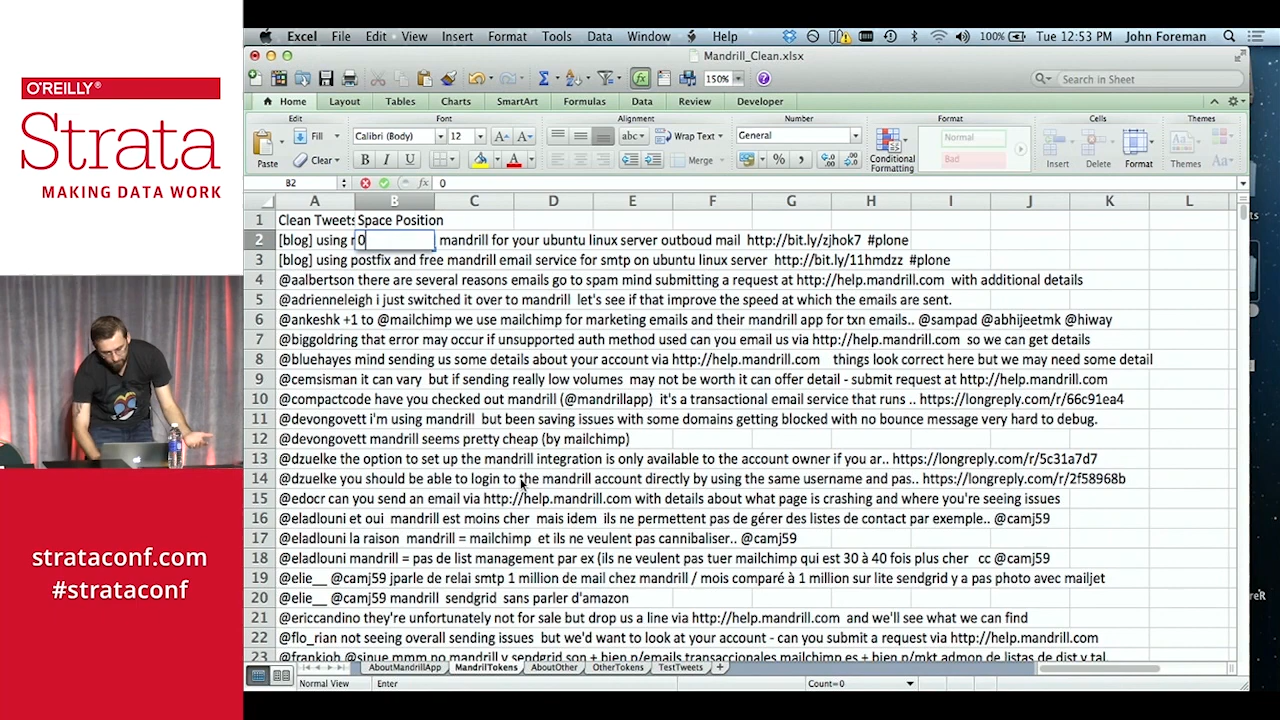 O'REILLY®
Strata
MAKING DATA WORK
strataconf.com
#strataconf
Excel File Edit View Insert Format Tools Data Window Help 100% Tue 12:53 PM John Foreman
Mandrill_Clean.xlsx
150% Search in Sheet
Home Layout Tables Charts SmartArt Formulas Data Review Developer
Edit Font Alignment Number Format Cells Themes
Paste Fill Calibri (Body) 12 A A abc Wrap Text General Conditional Formatting Normal Insert Delete Format Themes Aa
Clear B I U A Merge % Bad
B2 fx 0
A B C D E F G H I J K L
1 Clean Tweets Space Position
2 [blog] using r 0 mandrill for your ubuntu linux server outboud mail http://bit.ly/zjhok7 #plone
3 [blog] using postfix and free mandrill email service for smtp on ubuntu linux server http://bit.ly/11hmdzz #plone
4 @aalbertson there are several reasons emails go to spam mind submitting a request at http://help.mandrill.com with additional details
5 @adrienneleigh i just switched it over to mandrill let's see if that improve the speed at which the emails are sent.
6 @ankeshk +1 to @mailchimp we use mailchimp for marketing emails and their mandrill app for txn emails.. @sampad @abhijeetmk @hiway
7 @biggoldring that error may occur if unsupported auth method used can you email us via http://help.mandrill.com so we can get details
8 @bluehayes mind sending us some details about your account via http://help.mandrill.com things look correct here but we may need some detail
9 @cemsisman it can vary but if sending really low volumes may not be worth it can offer detail - submit request at http://help.mandrill.com
10 @compactcode have you checked out mandrill (@mandrillapp) it's a transactional email service that runs .. https://longreply.com/r/66c91ea4
11 @devongovett i'm using mandrill but been saving issues with some domains getting blocked with no bounce message very hard to debug.
12 @devongovett mandrill seems pretty cheap (by mailchimp)
13 @dzuelke the option to set up the mandrill integration is only available to the account owner if you ar.. https://longreply.com/r/5c31a7d7
14 @dzuelke you should be able to login to the mandrill account directly by using the same username and pas.. https://longreply.com/r/2f58968b
15 @edocr can you send an email via http://help.mandrill.com with details about what page is crashing and where you're seeing issues
16 @eladlouni et oui mandrill est moins cher mais idem ils ne permettent pas de gérer des listes de contact par exemple.. @camj59
17 @eladlouni la raison mandrill = mailchimp et ils ne veulent pas cannibaliser.. @camj59
18 @eladlouni mandrill = pas de list management par ex (ils ne veulent pas tuer mailchimp qui est 30 à 40 fois plus cher cc @camj59
19 @elie__ @camj59 jparle de relai smtp 1 million de mail chez mandrill / mois comparé à 1 million sur lite sendgrid y a pas photo avec mailjet
20 @elie__ @camj59 mandrill sendgrid sans parler d'amazon
21 @ericcandino they're unfortunately not for sale but drop us a line via http://help.mandrill.com and we'll see what we can find
22 @flo_rian not seeing overall sending issues but we'd want to look at your account - can you submit a request via http://help.mandrill.com
23 @frankioh @sinue mmm no mandrill y sendgrid son + bien p/emails transaccionales mailchimp es + bien p/mkt admon de listas de dist y tal
AboutMandrillApp MandrilTokens AboutOther OtherTokens TestTweets +
Normal View Enter Count=0